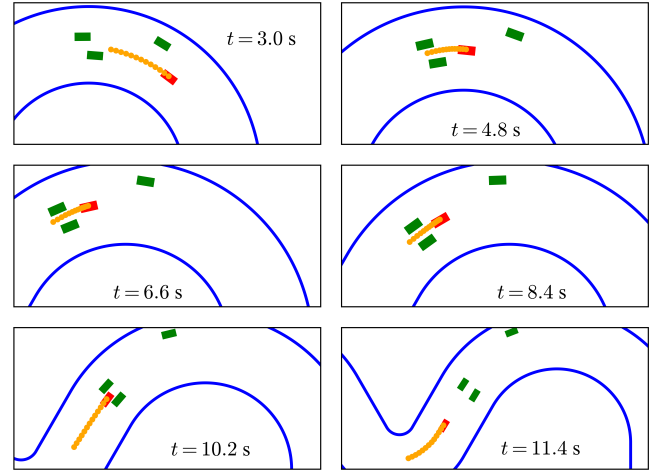 t = 3.0 s
t = 4.8 s
t = 6.6 s
t = 8.4 s
t = 10.2 s
t = 11.4 s